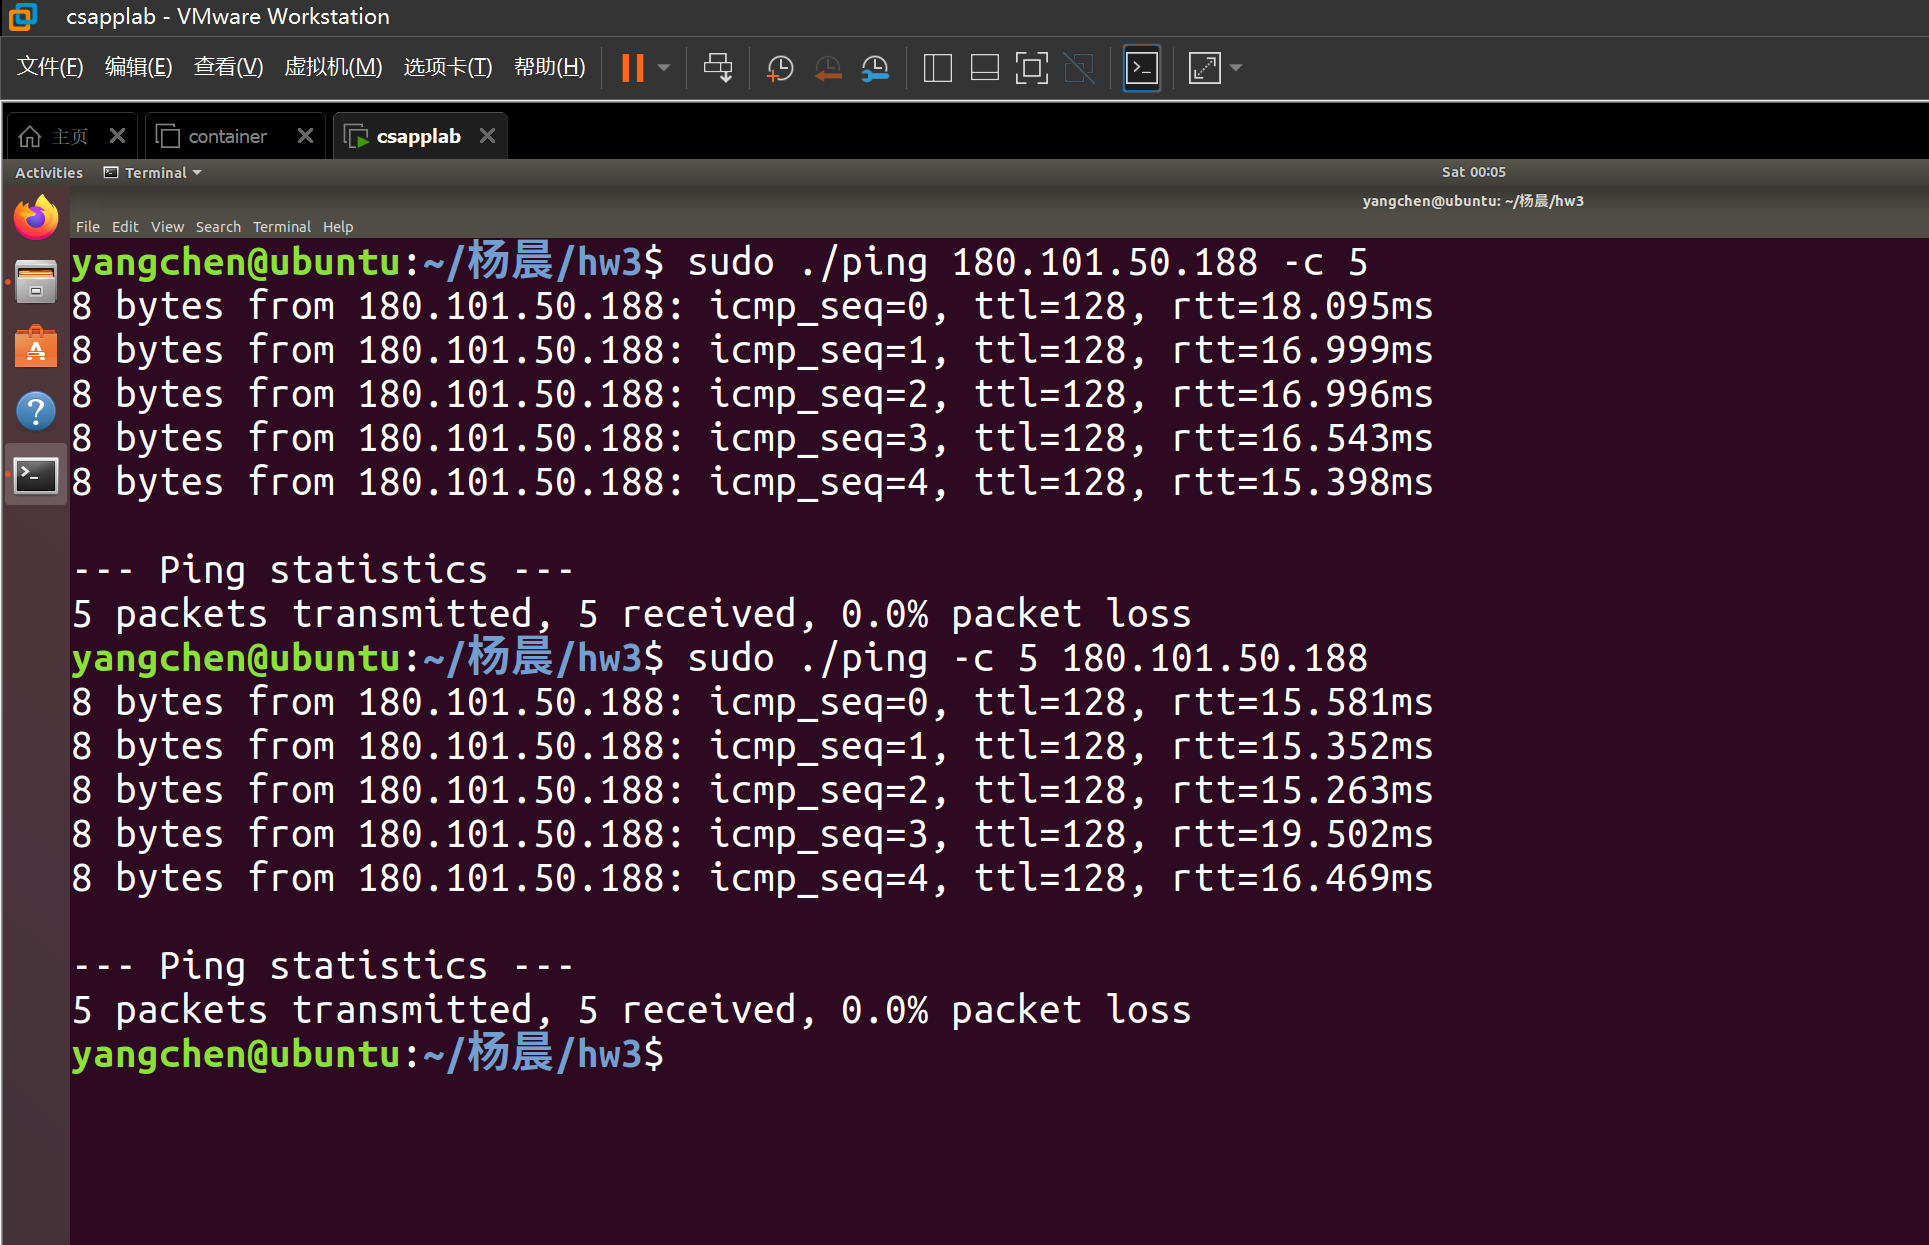 csapplab - VMware Workstation
文件(F) 编辑(E) 查看(V) 虚拟机(M) 选项卡(T) 帮助(H)
主页 container csapplab
Activities Terminal Sat 00:05
yangchen@ubuntu: ~/杨晨/hw3
File Edit View Search Terminal Help
yangchen@ubuntu:~/杨晨/hw3$ sudo ./ping 180.101.50.188 -c 5
8 bytes from 180.101.50.188: icmp_seq=0, ttl=128, rtt=18.095ms
8 bytes from 180.101.50.188: icmp_seq=1, ttl=128, rtt=16.999ms
8 bytes from 180.101.50.188: icmp_seq=2, ttl=128, rtt=16.996ms
8 bytes from 180.101.50.188: icmp_seq=3, ttl=128, rtt=16.543ms
8 bytes from 180.101.50.188: icmp_seq=4, ttl=128, rtt=15.398ms
--- Ping statistics ---
5 packets transmitted, 5 received, 0.0% packet loss
yangchen@ubuntu:~/杨晨/hw3$ sudo ./ping -c 5 180.101.50.188
8 bytes from 180.101.50.188: icmp_seq=0, ttl=128, rtt=15.581ms
8 bytes from 180.101.50.188: icmp_seq=1, ttl=128, rtt=15.352ms
8 bytes from 180.101.50.188: icmp_seq=2, ttl=128, rtt=15.263ms
8 bytes from 180.101.50.188: icmp_seq=3, ttl=128, rtt=19.502ms
8 bytes from 180.101.50.188: icmp_seq=4, ttl=128, rtt=16.469ms
--- Ping statistics ---
5 packets transmitted, 5 received, 0.0% packet loss
yangchen@ubuntu:~/杨晨/hw3$